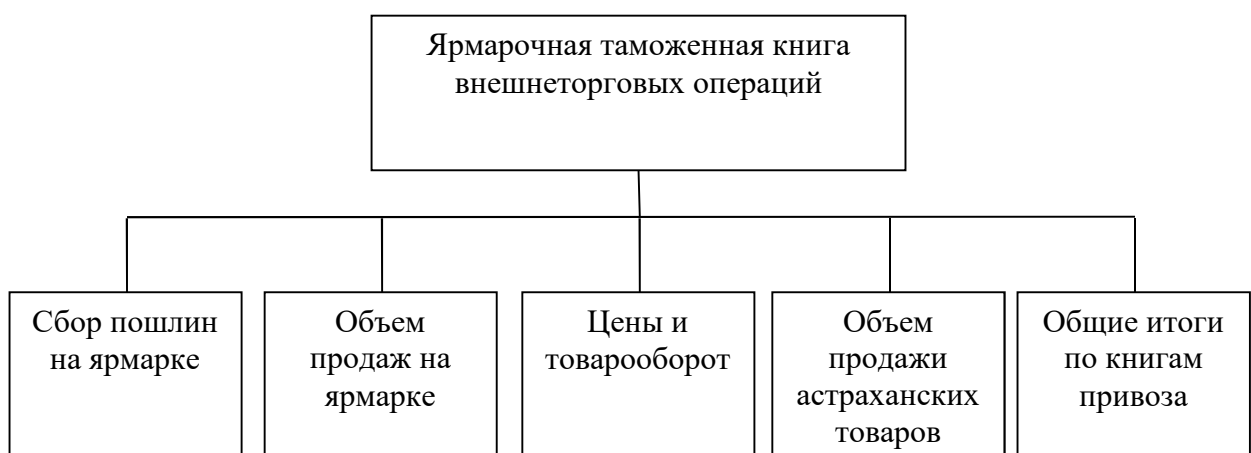 Ярмарочная таможенная книга
внешнеторговых операций
Сбор пошлин
на ярмарке
Объем
продаж на
ярмарке
Цены и
товарооборот
Объем
продажи
астраханских
товаров
Общие итоги
по книгам
привоза